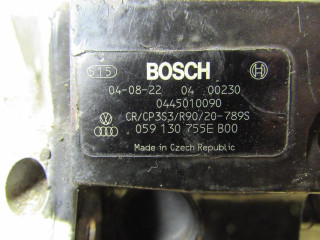 515 BOSCH
04-08-22 04 00230
0445010090
CR/CP3S3/R90/20-789S
059 130 755E B00
Made in Czech Republic